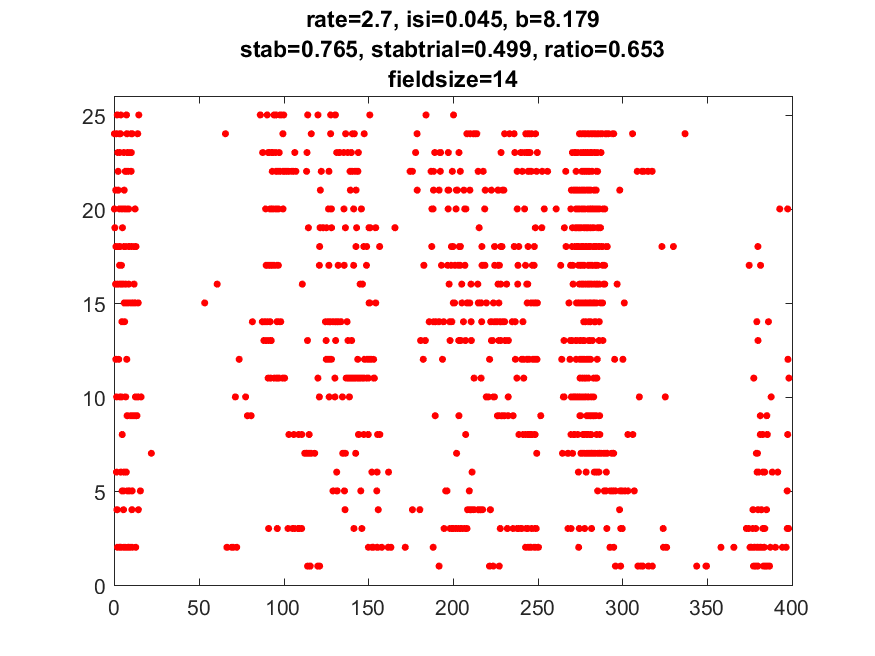 rate=2.7, isi=0.045, b=8.179
stab=0.765, stabtrial=0.499, ratio=0.653
fieldsize=14
25
20
15
10
5
0
0 50 100 150 200 250 300 350 400